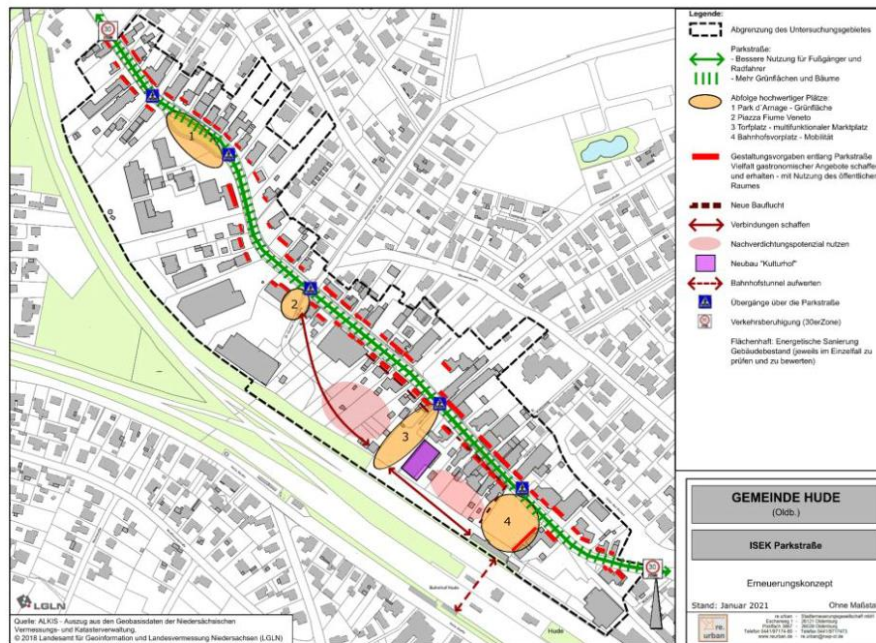 Legende:
Abgrenzung des Untersuchungsgebietes
Parkstraße:
- Bessere Nutzung für Fußgänger und
Radfahrer
- Mehr Grünflächen und Bäume
Abfolge hochwertiger Plätze:
1 Park d´Arnage - Grünfläche
2 Piazza Fiume Veneto
3 Torfplatz - multifunktionaler Marktplatz
4 Bahnhofsvorplatz - Mobilität
Gestaltungsvorgaben entlang Parkstraße
Vielfalt gastronomischer Angebote schaffen
und erhalten - mit Nutzung des öffentlichen
Raumes
Neue Bauflucht
Verbindungen schaffen
Nachverdichtungspotenzial nutzen
Neubau "Kulturhof"
Bahnhofstunnel aufwerten
Übergänge über die Parkstraße
30
Verkehrsberuhigung (30erZone)
Flächenhaft: Energetische Sanierung
Gebäudebestand (jeweils im Einzelfall zu
prüfen und zu bewerten)
30
1
2
3
4
30
Bahnhof Hude
Hude
GEMEINDE HUDE
(Oldb.)
ISEK Parkstraße
Erneuerungskonzept
Stand: Januar 2021
Ohne Maßstab
re.
urban
LGLN
Quelle: ALKIS - Auszug aus den Geobasisdaten der Niedersächsischen
Vermessungs- und Katasterverwaltung.
© 2018 Landesamt für Geoinformation und Landesvermessung Niedersachsen (LGLN)